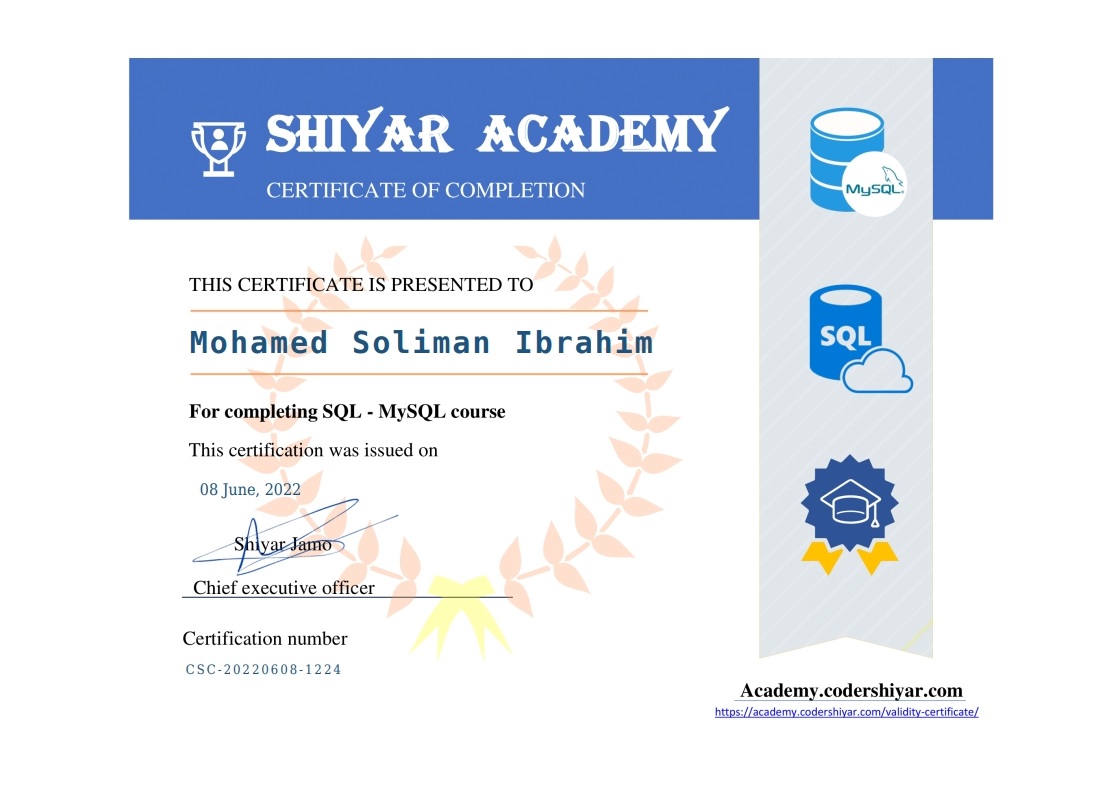 SHIYAR ACADEMY
CERTIFICATE OF COMPLETION
MySQL
THIS CERTIFICATE IS PRESENTED TO
Mohamed Soliman Ibrahim
SQL
For completing SQL - MySQL course
This certification was issued on
08 June, 2022
Shiyar Jamo
Chief executive officer
Certification number
CSC-20220608-1224
Academy.codershiyar.com
https://academy.codershiyar.com/validity-certificate/